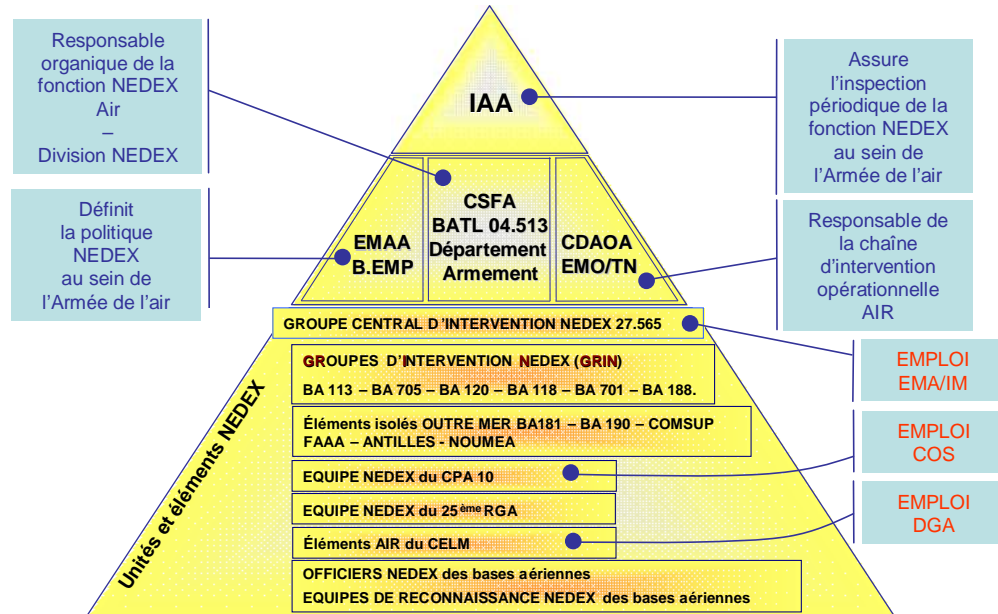 Responsable
organique de la
fonction NEDEX
Air
–
Division NEDEX
Définit
la politique
NEDEX
au sein de
l'Armée de l'air
IAA
EMAA
B.EMP
CSFA
BATL 04.513
Département
Armement
CDAOA
EMO/TN
Assure
l'inspection
périodique de la
fonction NEDEX
au sein de
l'Armée de l'air
Responsable de
la chaîne
d'intervention
opérationnelle
AIR
Unités et éléments NEDEX
GROUPE CENTRAL D'INTERVENTION NEDEX 27.565
GROUPES D'INTERVENTION NEDEX (GRIN)
BA 113 – BA 705 – BA 120 – BA 118 – BA 701 – BA 188.
Éléments isolés OUTRE MER BA181 – BA 190 – COMSUP
FAAA – ANTILLES - NOUMEA
EQUIPE NEDEX du CPA 10
EQUIPE NEDEX du 25ème RGA
Éléments AIR du CELM
OFFICIERS NEDEX des bases aériennes
EQUIPES DE RECONNAISSANCE NEDEX des bases aériennes
EMPLOI
EMA/IM
EMPLOI
COS
EMPLOI
DGA